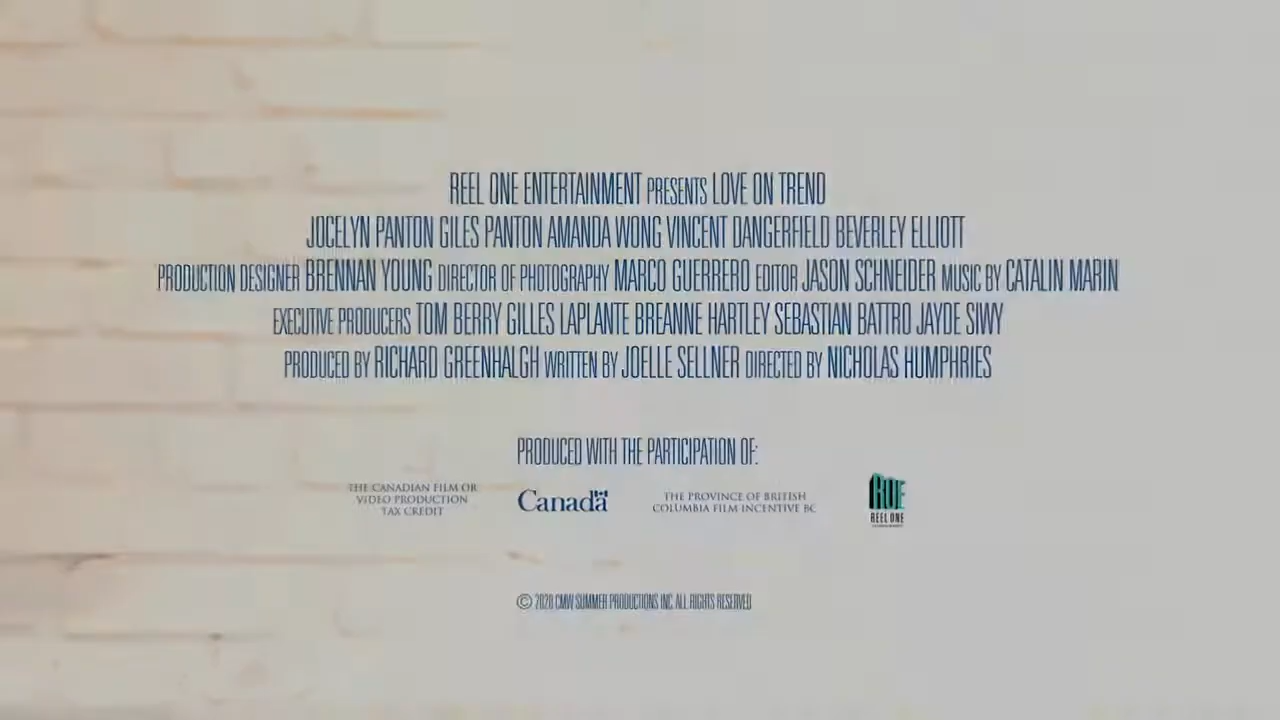 REEL ONE ENTERTAINMENT PRESENTS LOVE ON TREND
JOCELYN PANTON GILES PANTON AMANDA WONG VINCENT DANGERFIELD BEVERLEY ELLIOTT
PRODUCTION DESIGNER BRENNAN YOUNG DIRECTOR OF PHOTOGRAPHY MARCO GUERRERO EDITOR JASON SCHNEIDER MUSIC BY CATALIN MARIN
EXECUTIVE PRODUCERS TOM BERRY GILLES LAPLANTE BREANNE HARTLEY SEBASTIAN BATTRO JAYDE SIWY
PRODUCED BY RICHARD GREENHALGH WRITTEN BY JOELLE SELLNER DIRECTED BY NICHOLAS HUMPHRIES
PRODUCED WITH THE PARTICIPATION OF:
THE CANADIAN FILM OR
VIDEO PRODUCTION
TAX CREDIT
Canada
THE PROVINCE OF BRITISH
COLUMBIA FILM INCENTIVE BC
ROE
REEL ONE
© 2020 CMW SUMMER PRODUCTIONS INC. ALL RIGHTS RESERVED